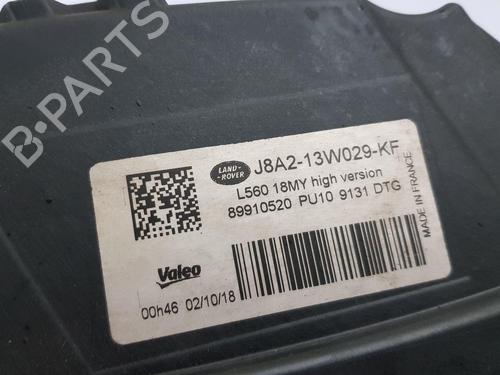 B-PARTS
LAND-
ROVER
J8A2-13W029-KF
L560 18MY high version
89910520 PU10 9131 DTG
MADE IN FRANCE
Valeo
00h46 02/10/18